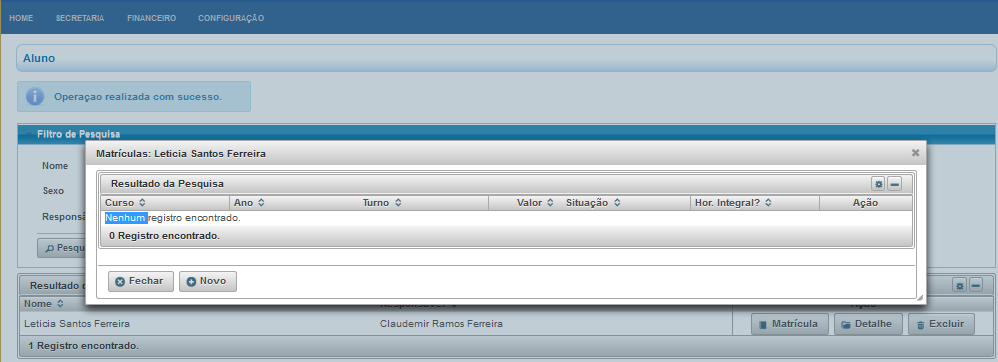 HOME SECRETARIA FINANCEIRO CONFIGURAÇÃO
Aluno
Operaçao realizada com sucesso.
Filtro de Pesquisa
Matrículas: Leticia Santos Ferreira
Nome
Resultado da Pesquisa
Sexo
Curso Ano Turno Valor Situação Hor. Integral? Ação
Nenhum registro encontrado.
0 Registro encontrado.
Fechar Novo
Resultado
Nome
Leticia Santos Ferreira Claudemir Ramos Ferreira Matrícula Detalhe Excluir
1 Registro encontrado.